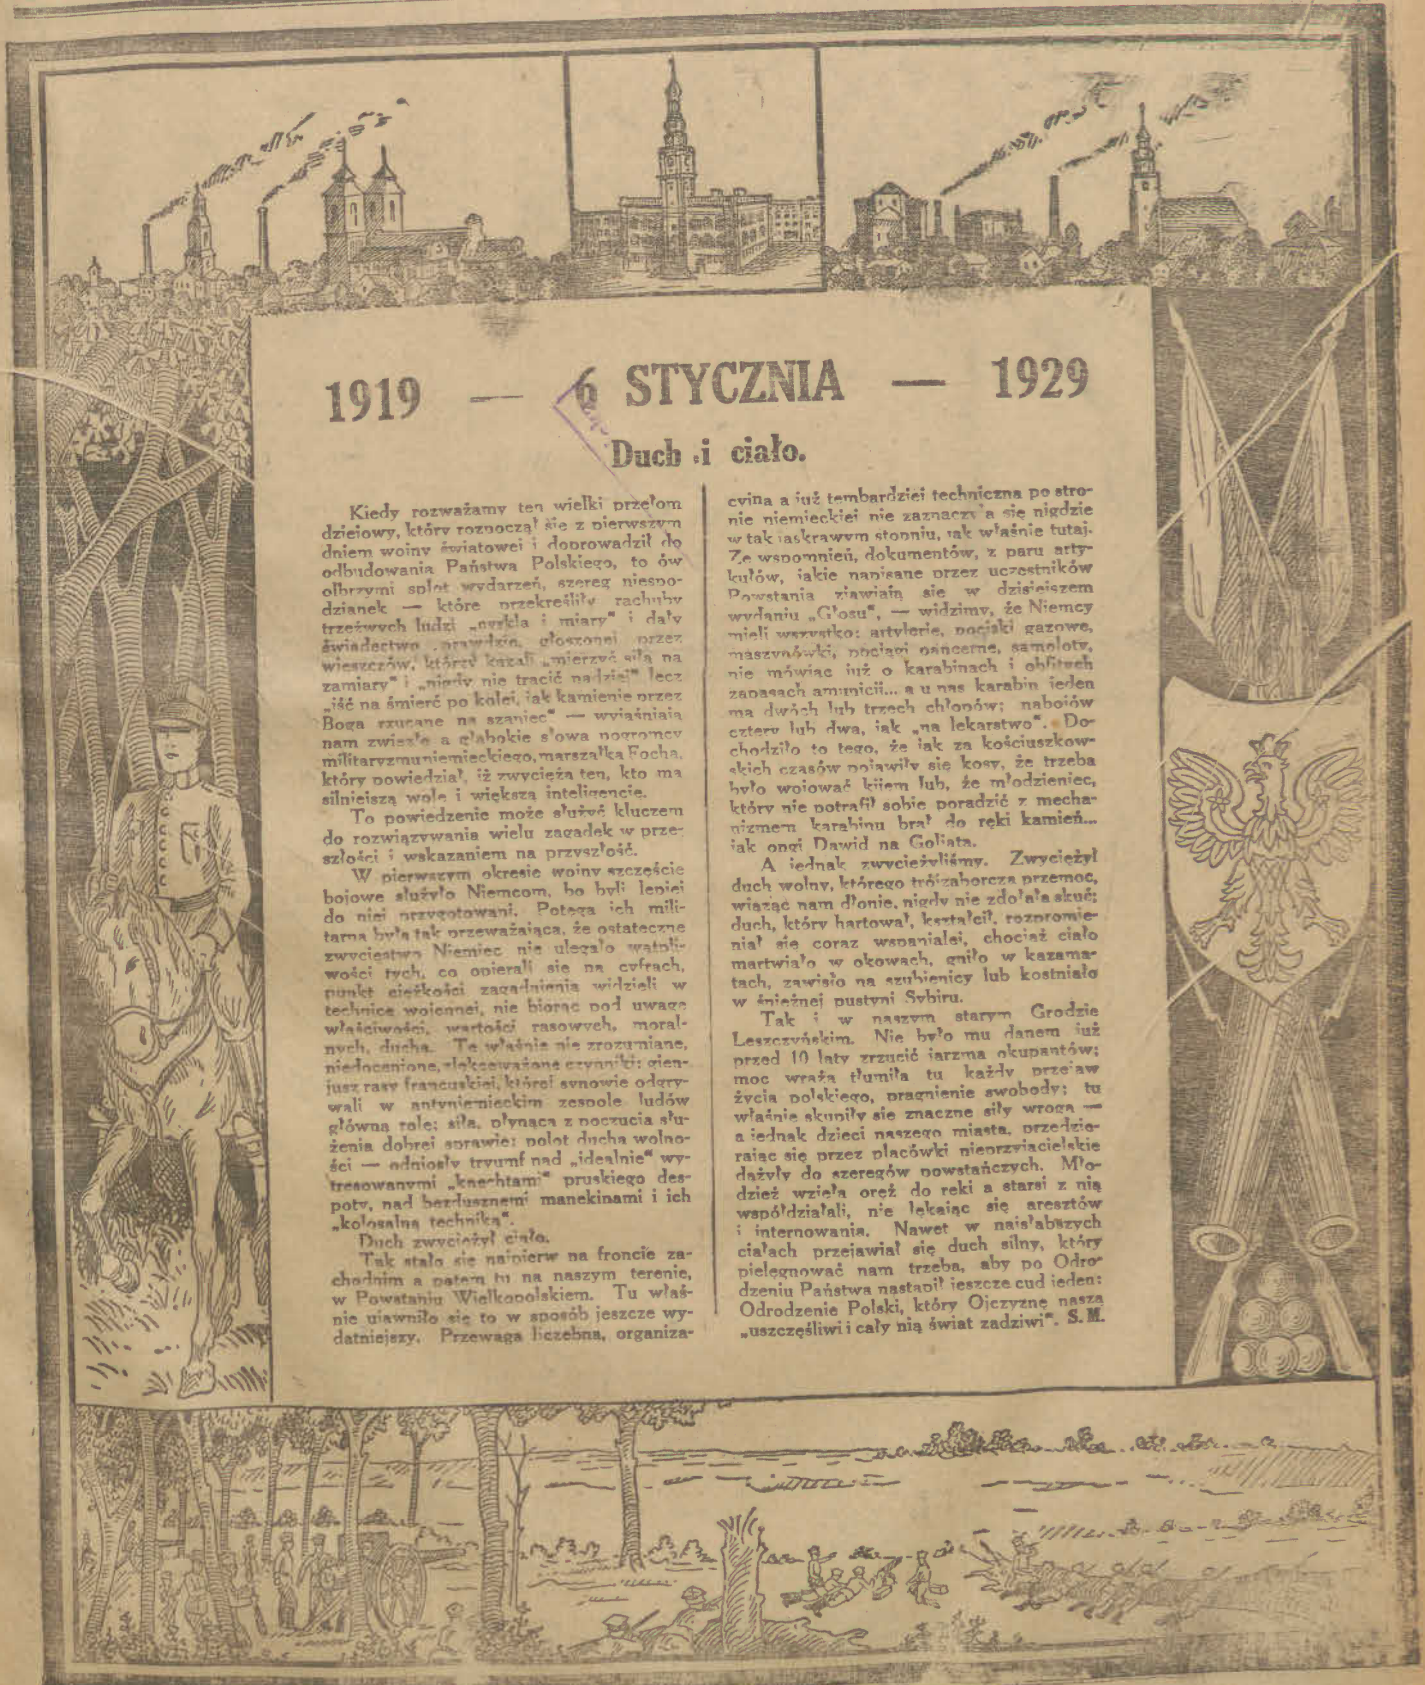 1919 — 6 STYCZNIA — 1929
Duch i ciało.
Kiedy rozważamy ten wielki przełom
dziejowy, który rozpoczął się z pierwszym
dniem wojny światowej i doprowadził do
odbudowania Państwa Polskiego, to ów
olbrzymi splot wydarzeń, szereg niespo-
dzianek — które przekreśliły rachuby
trzeźwych ludzi „cyrkla i miary” i dały
świadectwo prawdzie, głoszonej przez
wieszczów, którzy kazali „mierzyć siłą na
zamiary” i „nigdy nie tracić nadziei” lecz
„iść na śmierć po kolei, jak kamienie przez
Boga rzucane na szaniec” — wyjaśniają
nam zwięzłe a głębokie słowa pogromcy
militaryzmu niemieckiego, marszałka Focha,
który powiedział, iż zwycięża ten, kto ma
silniejszą wolę i większą inteligencję.
To powiedzenie może służyć kluczem
do rozwiązywania wielu zagadek w prze-
szłości i wskazaniem na przyszłość.
W pierwszym okresie wojny szczęście
bojowe służyło Niemcom, bo byli lepiej
do niej przygotowani. Potęga ich mili-
tarna była tak przeważająca, że ostateczne
zwycięstwo Niemiec nie ulegało wątpli-
wości tych, co opierali się na cyfrach,
punkt ciężkości zagadnienia widzieli w
technice wojennej, nie biorąc pod uwagę
właściwości, wartości rasowych, moral-
nych, ducha. Te właśnie nie zrozumiane,
niedocenione, zlekceważone czynniki: gien-
jusz rasy francuskiej, której synowie odgry-
wali w antyniemieckim zespole ludów
główną rolę; siła, płynąca z poczucia słu-
żenia dobrej sprawie; polot ducha wolno-
ści — odniosły tryumf nad „idealnie” wy-
tresowanymi „knechtami” pruskiego des-
poty, nad bezdusznemi manekinami i ich
„kolosalną techniką”.
Duch zwyciężył ciało.
Tak stało się najpierw na froncie za-
chodnim a potem tu na naszym terenie,
w Powstaniu Wielkopolskiem. Tu właś-
nie ujawniło się to w sposób jeszcze wy-
datniejszy. Przewaga liczebna, organiza-
cyjna a już tembardziej techniczna po stro-
nie niemieckiej nie zaznaczyła się nigdzie
w tak jaskrawym stopniu, jak właśnie tutaj.
Ze wspomnień, dokumentów, z paru arty-
kułów, jakie napisane przez uczestników
Powstania zjawiają się w dzisiejszem
wydaniu „Głosu”, — widzimy, że Niemcy
mieli wszystko: artylerię, pociski gazowe,
maszynówki, pociągi pancerne, samoloty,
nie mówiąc już o karabinach i obfitych
zapasach amunicji... a u nas karabin jeden
ma dwóch lub trzech chłopów; nabojów
cztery lub dwa, jak „na lekarstwo”. Do-
chodziło to tego, że jak za kościuszkow-
skich czasów pojawiły się kosy, że trzeba
było wojować kijem lub, że młodzieniec,
który nie potrafił sobie poradzić z mecha-
nizmem karabinu brał do ręki kamień...
jak ongi Dawid na Goljata.
A jednak zwyciężyliśmy. Zwyciężył
duch wolny, którego trójzaborcza przemoc,
wiążąc nam dłonie, nigdy nie zdołała skuć;
duch, który hartował, kształcił, rozpromie-
niał się coraz wspanialej, chociaż ciało
martwiało w okowach, gniło w kazama-
tach, zawisło na szubienicy lub kostniało
w śnieżnej pustyni Sybiru.
Tak i w naszym starym Grodzie
Leszczyńskim. Nie było mu danem już
przed 10 laty zrzucić jarzma okupantów;
moc wraża tłumiła tu każdy przejaw
życia polskiego, pragnienie swobody; tu
właśnie skupiły się znaczne siły wroga —
a jednak dzieci naszego miasta, przedzie-
rając się przez placówki nieprzyjacielskie
dążyły do szeregów powstańczych. Mło-
dzież wzięła oręż do ręki a starsi z nią
współdziałali, nie lękając się aresztów
i internowania. Nawet w najsłabszych
ciałach przejawiał się duch silny, który
pielęgnować nam trzeba, aby po Odro-
dzeniu Państwa nastąpił jeszcze cud jeden:
Odrodzenie Polski, który Ojczyznę naszą
„uszczęśliwi i cały nią świat zadziwi”. S. M.